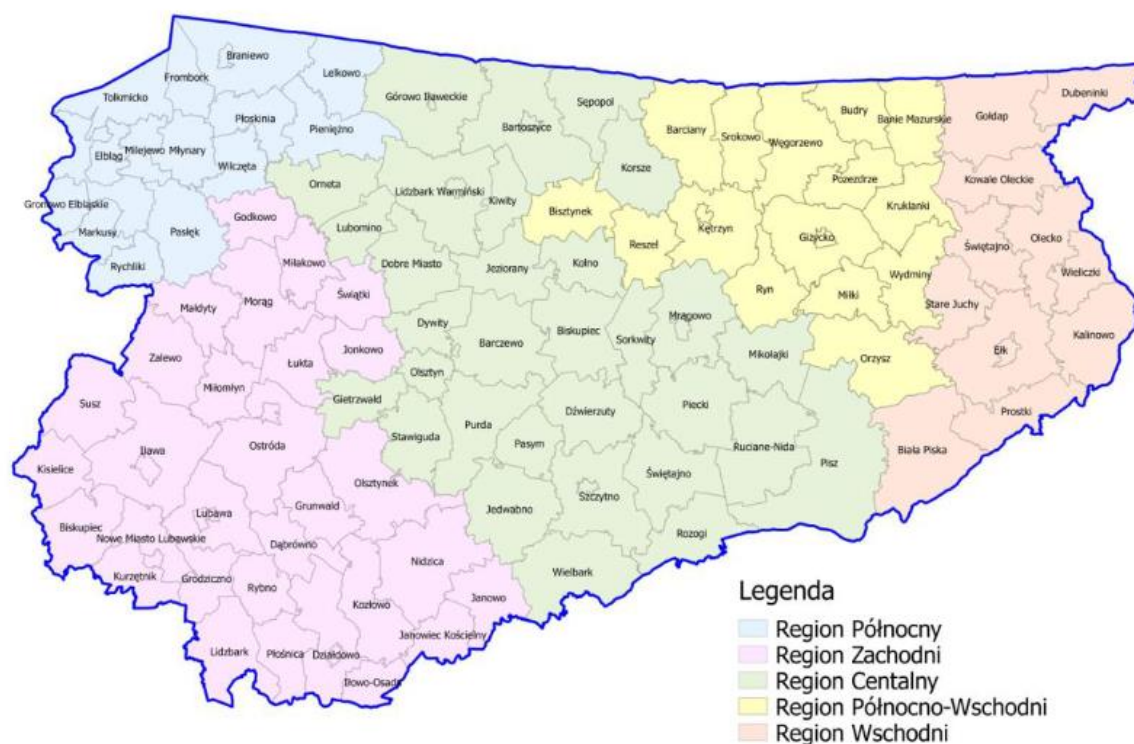 Braniewo
Frombork
Lelkowo
Tolkmicko
Górowo Iławeckie
Sępopol
Dubeninki
Płoskinia
Pieniężno
Bartoszyce
Barciany
Srokowo
Węgorzewo
Budry
Banie Mazurskie
Gołdap
Elbląg
Milejewo
Młynary
Wilczęta
Orneta
Lidzbark Warmiński
Kiwity
Korsze
Pozezdrze
Kowale Oleckie
Gronowo Elbląskie
Markusy
Pasłęk
Godkowo
Lubomino
Bisztynek
Reszel
Kętrzyn
Giżycko
Kruklanki
Świętajno
Olecko
Rychliki
Miłakowo
Dobre Miasto
Jeziorany
Kolno
Wydminy
Wieliczki
Małdyty
Morąg
Świątki
Ryn
Miłki
Stare Juchy
Zalewo
Łukta
Jonkowo
Dywity
Barczewo
Biskupiec
Sorkwity
Mrągowo
Mikołajki
Orzysz
Ełk
Kalinowo
Susz
Miłomłyn
Olsztyn
Gietrzwałd
Stawiguda
Purda
Dźwierzuty
Piecki
Prostki
Iława
Ostróda
Pasym
Ruciane-Nida
Pisz
Biała Piska
Kisielice
Olsztynek
Szczytno
Świętajno
Biskupiec
Lubawa
Grunwald
Jedwabno
Rozogi
Nowe Miasto Lubawskie
Dąbrówno
Nidzica
Wielbark
Kurzętnik
Grodziczno
Rybno
Kozłowo
Janowo
Lidzbark
Płośnica
Działdowo
Janowiec Kościelny
Iłowo-Osada
Legenda
Region Północny
Region Zachodni
Region Centalny
Region Północno-Wschodni
Region Wschodni